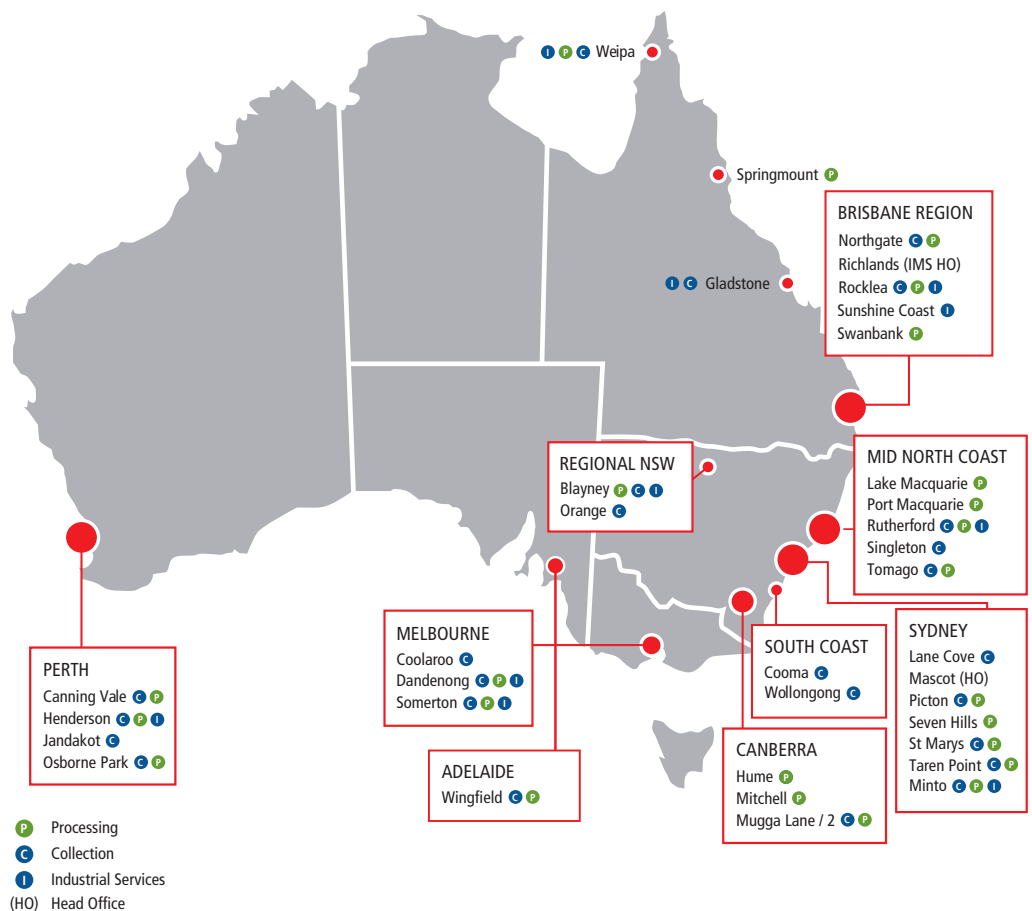 I P C Weipa
Springmount P
I C Gladstone
BRISBANE REGION
Northgate C P
Richlands (IMS HO)
Rocklea C P I
Sunshine Coast I
Swanbank P
REGIONAL NSW
Blayney P C I
Orange C
MID NORTH COAST
Lake Macquarie P
Port Macquarie P
Rutherford C P I
Singleton C
Tomago C P
PERTH
Canning Vale C P
Henderson C P I
Jandakot C
Osborne Park C P
MELBOURNE
Coolaroo C
Dandenong C P I
Somerton C P I
ADELAIDE
Wingfield C P
SOUTH COAST
Cooma C
Wollongong C
CANBERRA
Hume P
Mitchell P
Mugga Lane / 2 C P
SYDNEY
Lane Cove C
Mascot (HO)
Picton C P
Seven Hills P
St Marys C P
Taren Point C P
Minto C P I
P Processing
C Collection
I Industrial Services
(HO) Head Office